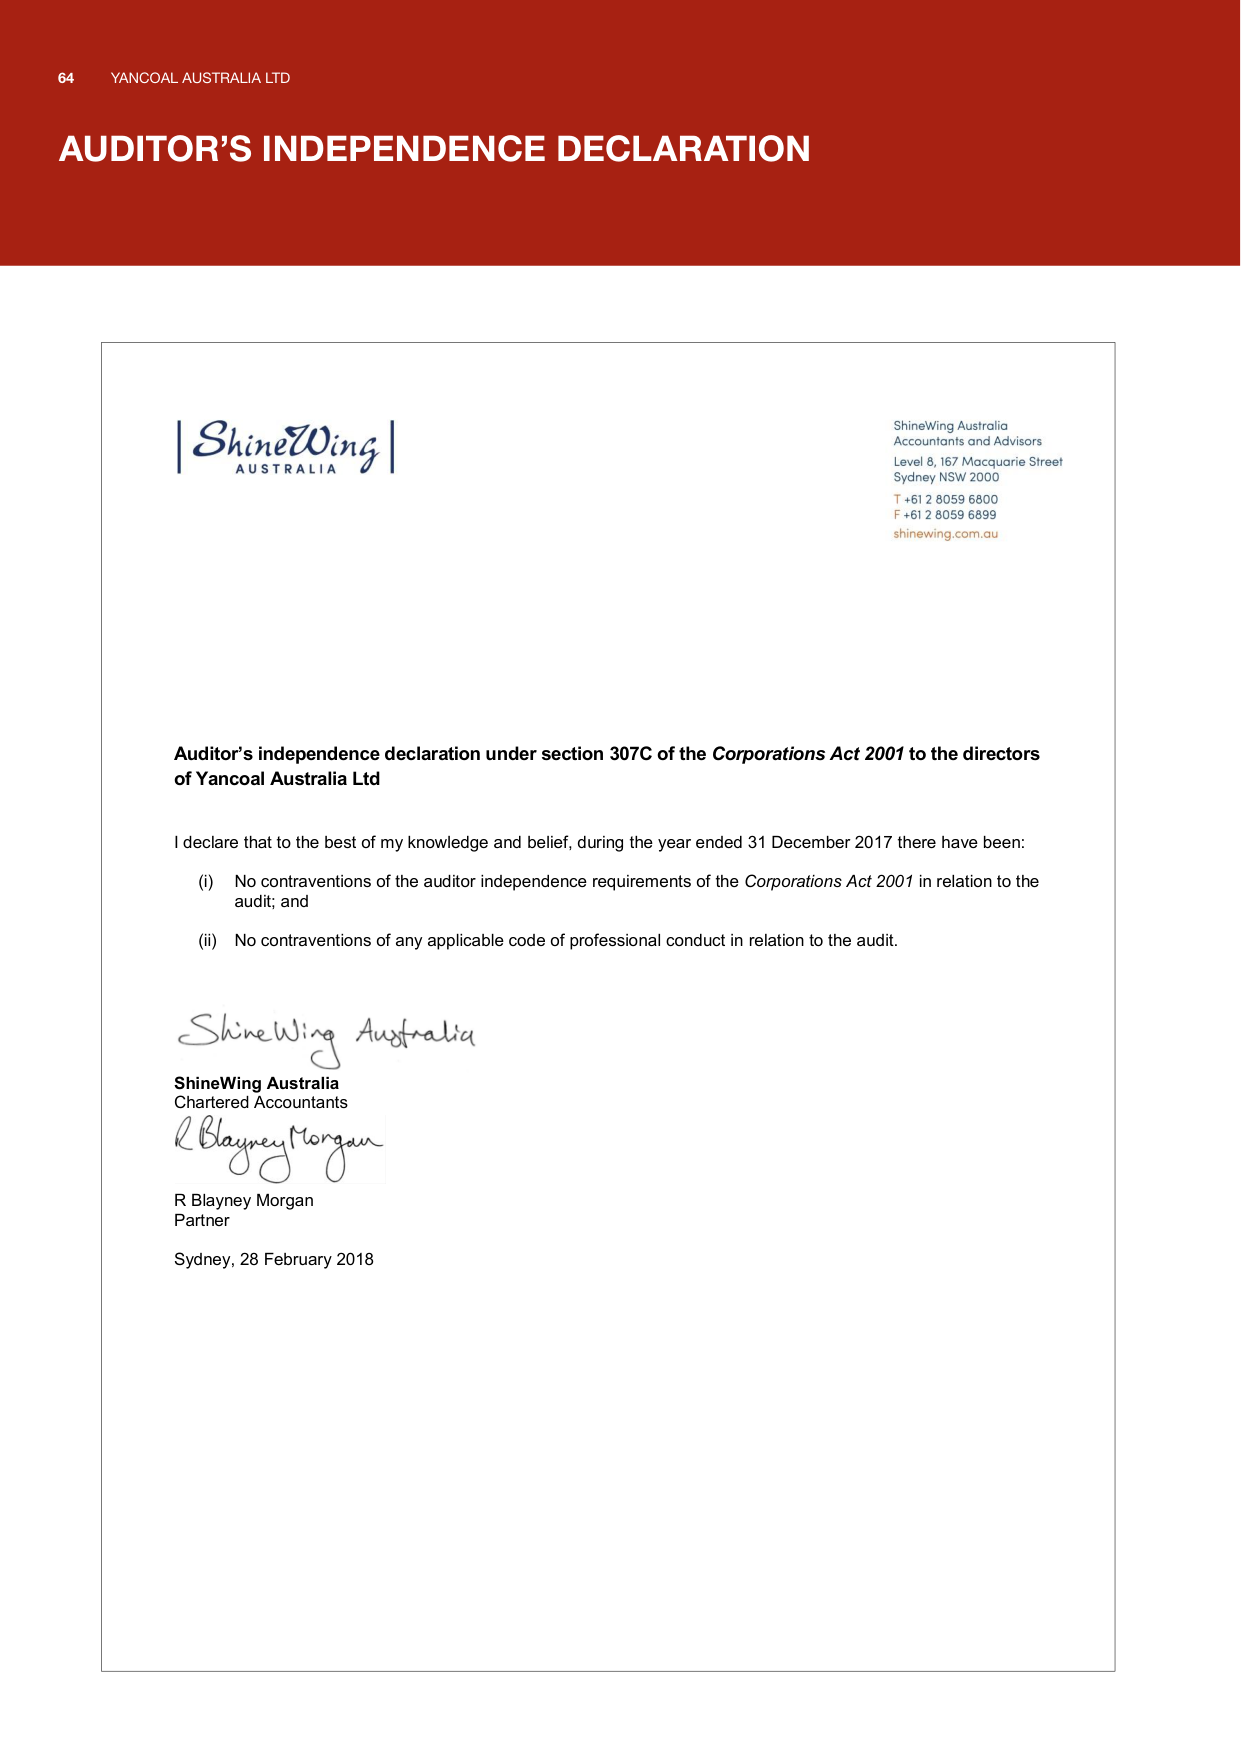 64 YANCOAL AUSTRALIA LTD
AUDITOR’S INDEPENDENCE DECLARATION
ShineWing
AUSTRALIA
ShineWing Australia
Accountants and Advisors
Level 8, 167 Macquarie Street
Sydney NSW 2000
T +61 2 8059 6800
F +61 2 8059 6899
shinewing.com.au
Auditor’s independence declaration under section 307C of the Corporations Act 2001 to the directors
of Yancoal Australia Ltd
I declare that to the best of my knowledge and belief, during the year ended 31 December 2017 there have been:
(i) No contraventions of the auditor independence requirements of the Corporations Act 2001 in relation to the
audit; and
(ii) No contraventions of any applicable code of professional conduct in relation to the audit.
ShineWing Australia
ShineWing Australia
Chartered Accountants
R Blayney Morgan
R Blayney Morgan
Partner
Sydney, 28 February 2018